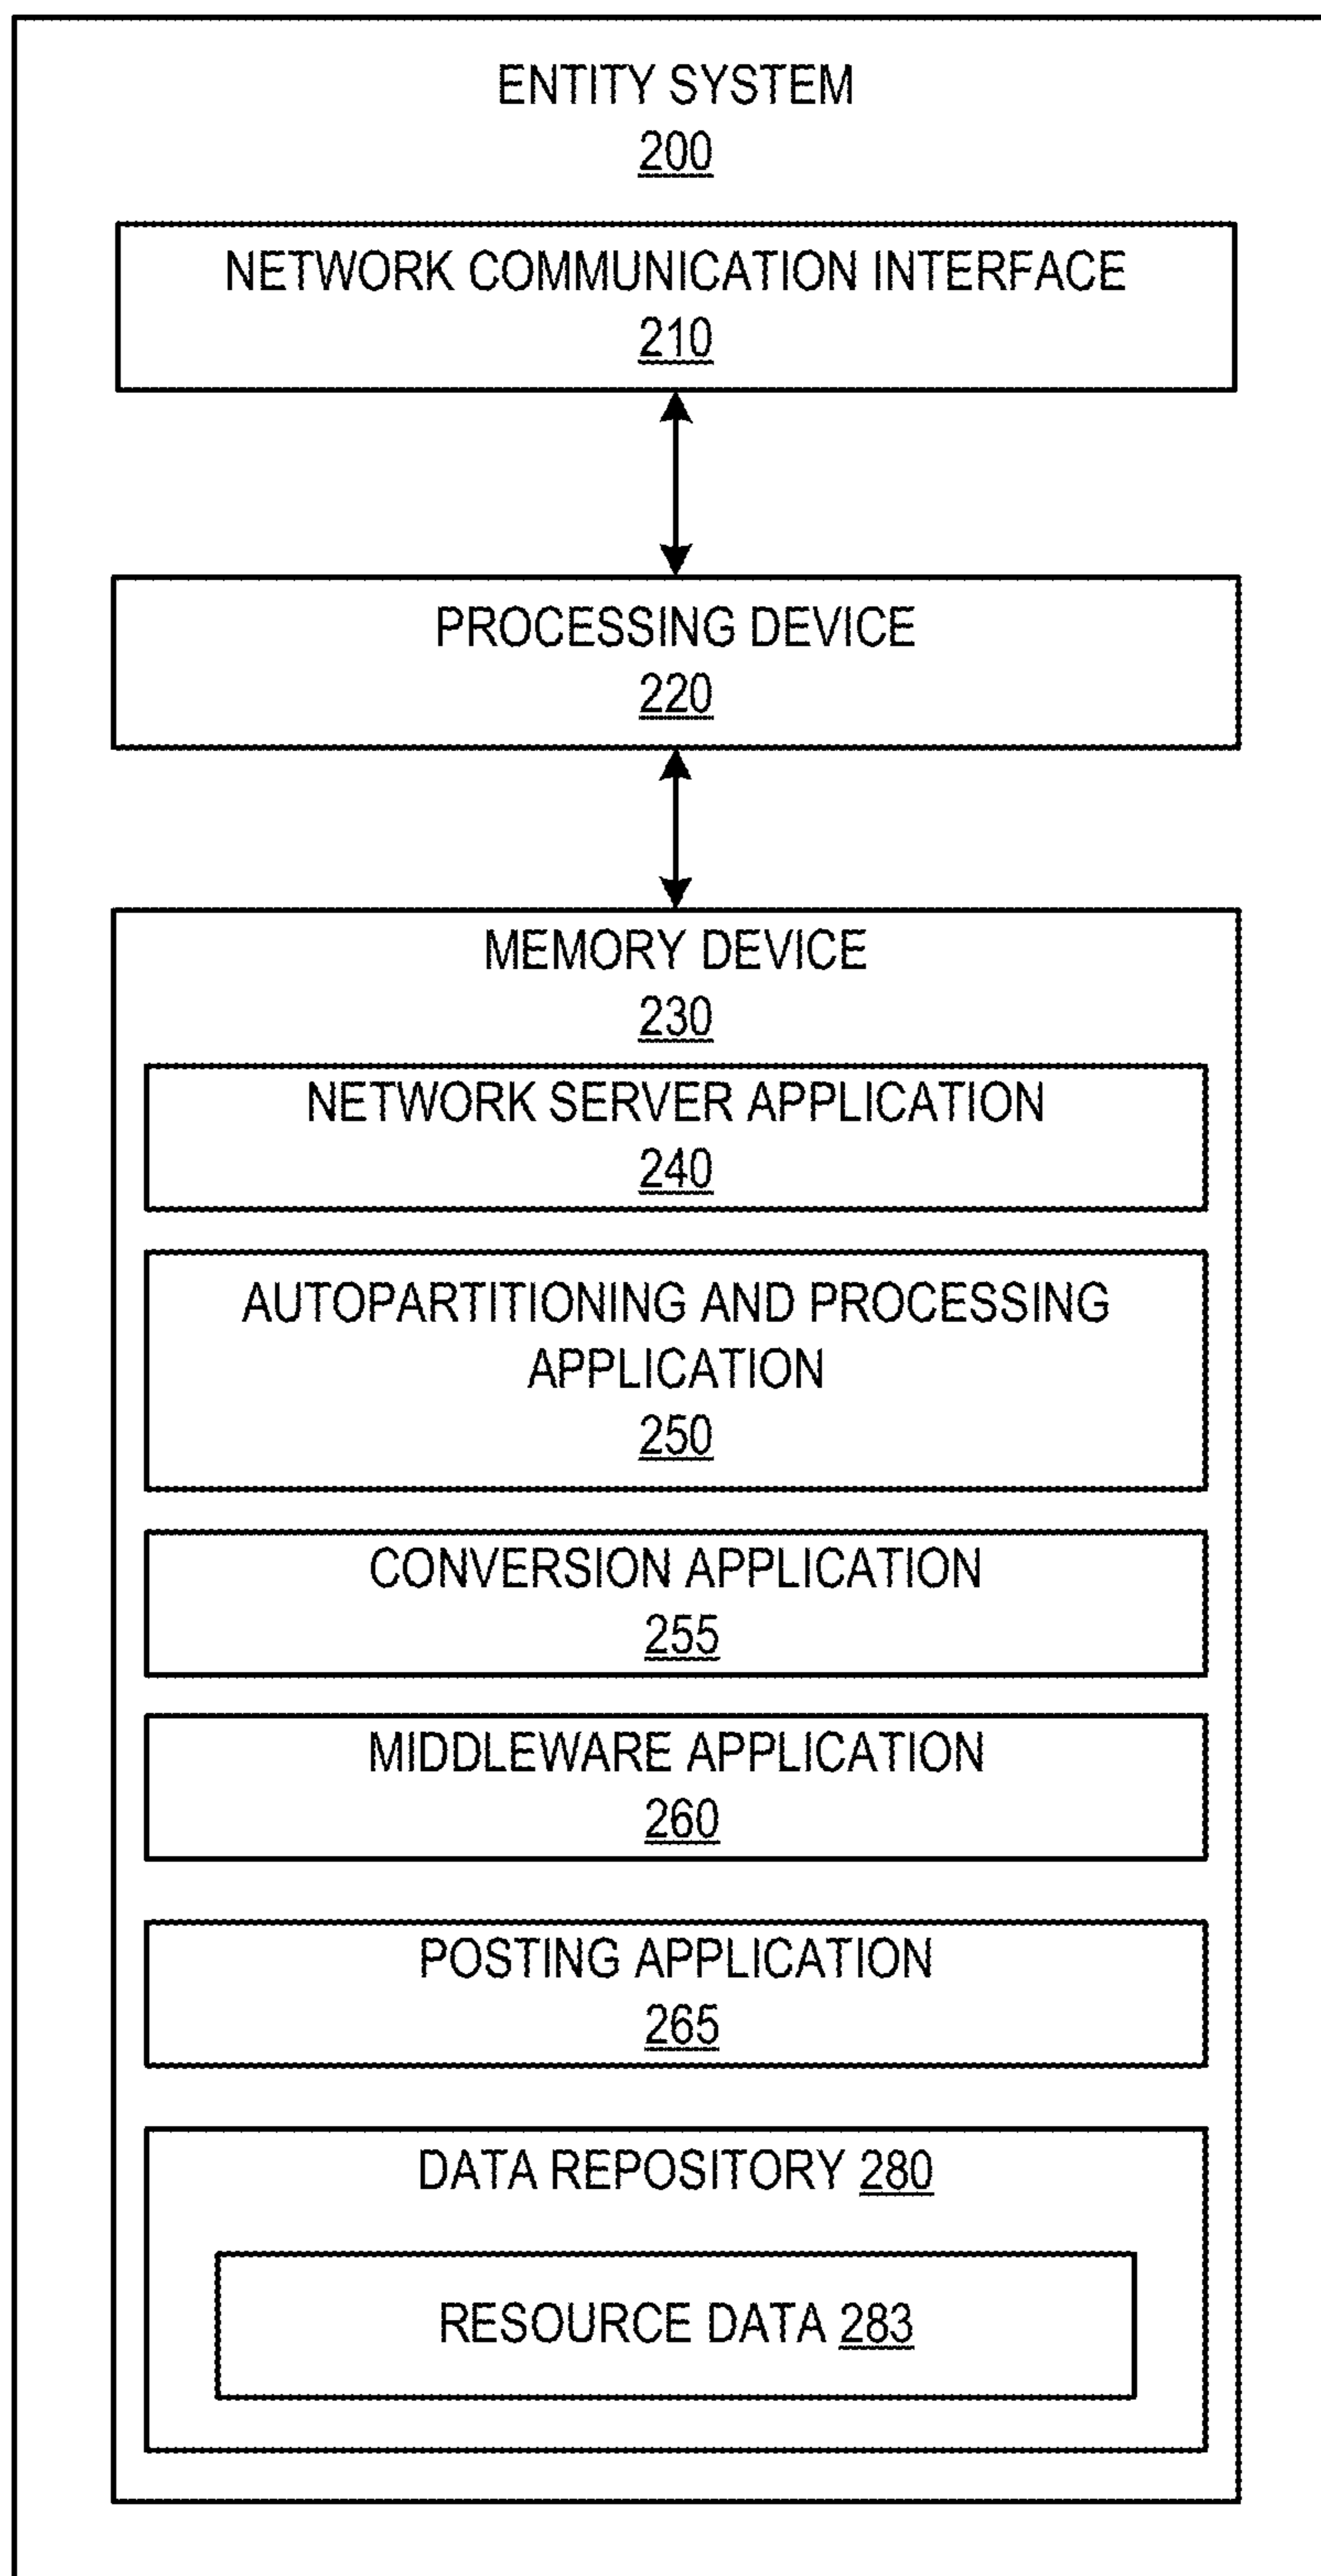 ENTITY SYSTEM
200
NETWORK COMMUNICATION INTERFACE
210
PROCESSING DEVICE
220
MEMORY DEVICE
230
NETWORK SERVER APPLICATION
240
AUTOPARTITIONING AND PROCESSING
APPLICATION
250
CONVERSION APPLICATION
255
MIDDLEWARE APPLICATION
260
POSTING APPLICATION
265
DATA REPOSITORY 280
RESOURCE DATA 283